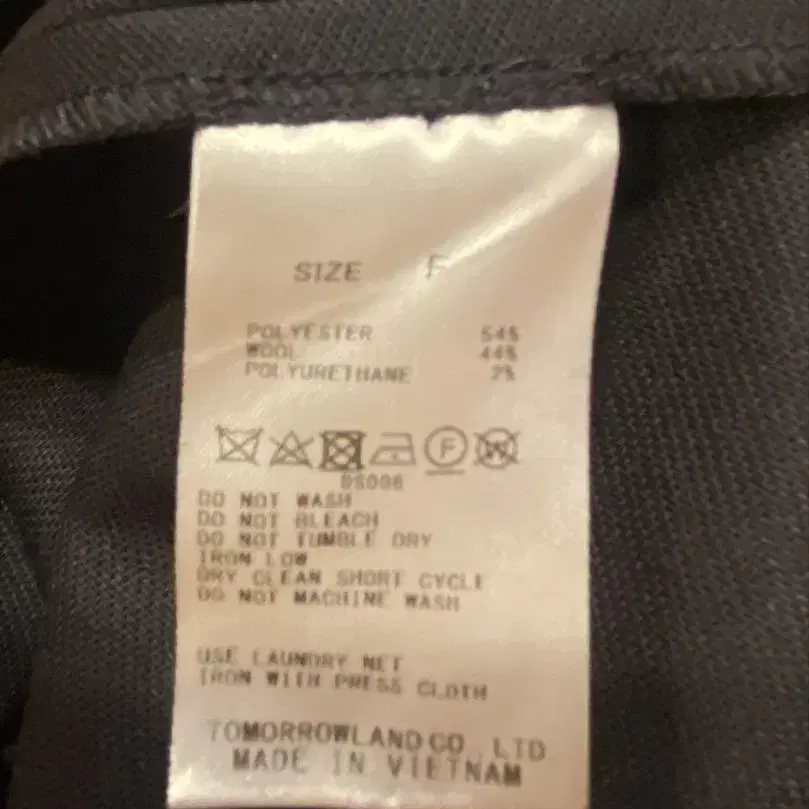 SIZE F
POLYESTER 54%
WOOL 44%
POLYURETHANE 2%
F W
DS006
DO NOT WASH
DO NOT BLEACH
DO NOT TUMBLE DRY
IRON LOW
DRY CLEAN SHORT CYCLE
DO NOT MACHINE WASH
USE LAUNDRY NET
IRON WITH PRESS CLOTH
TOMORROWLAND CO., LTD
MADE IN VIETNAM